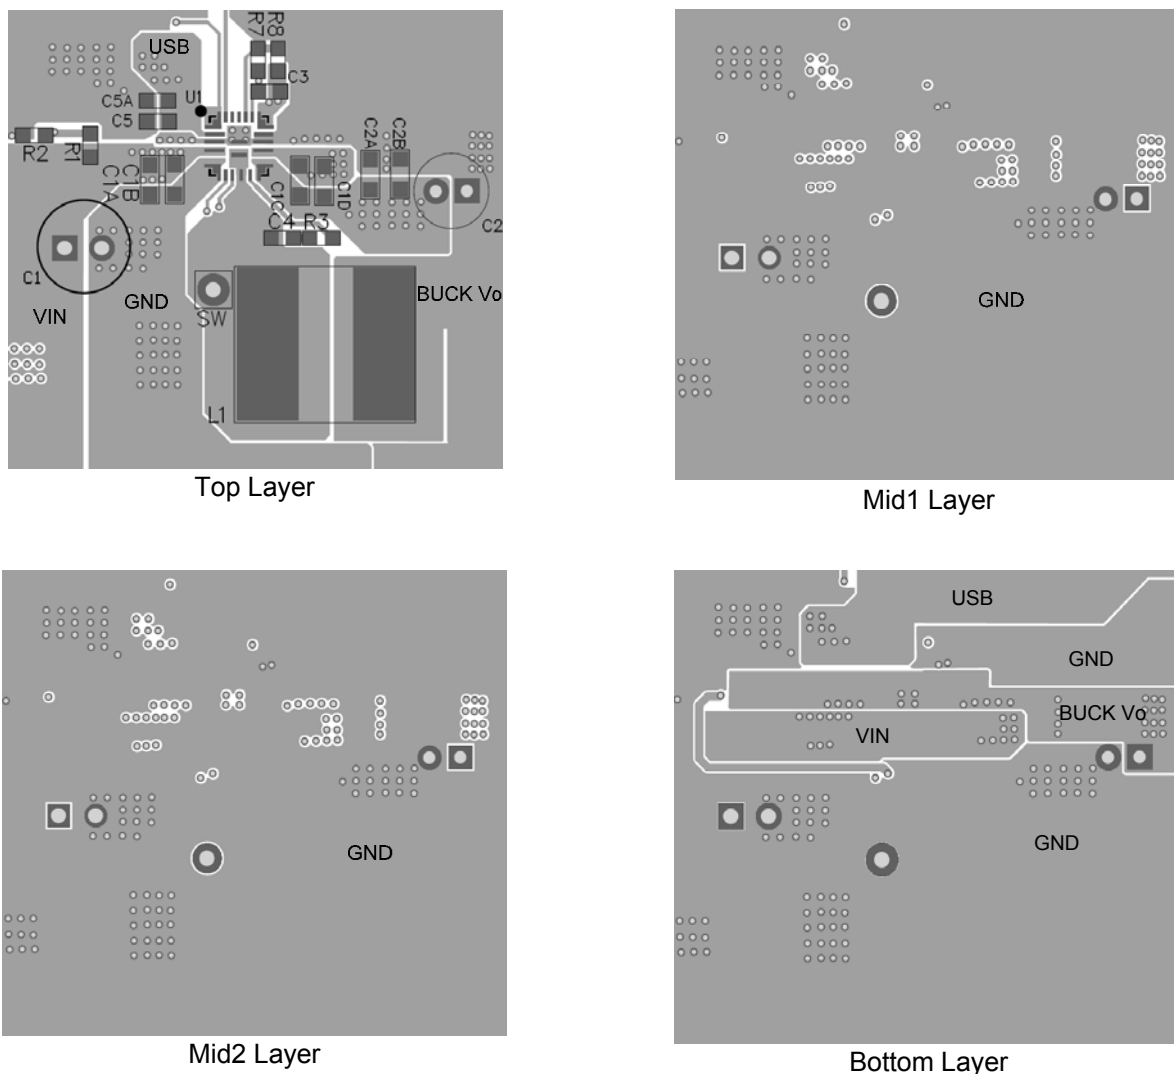 R7
R8
USB
C3
C5A
U1
C5
C2A
C2B
R2
R1
C1A
C1B
C1C
C1D
C2
C4
R3
C1
VIN
GND
BUCK Vo
SW
L1
Top Layer
GND
Mid1 Layer
GND
Mid2 Layer
USB
GND
BUCK Vo
VIN
GND
Bottom Layer